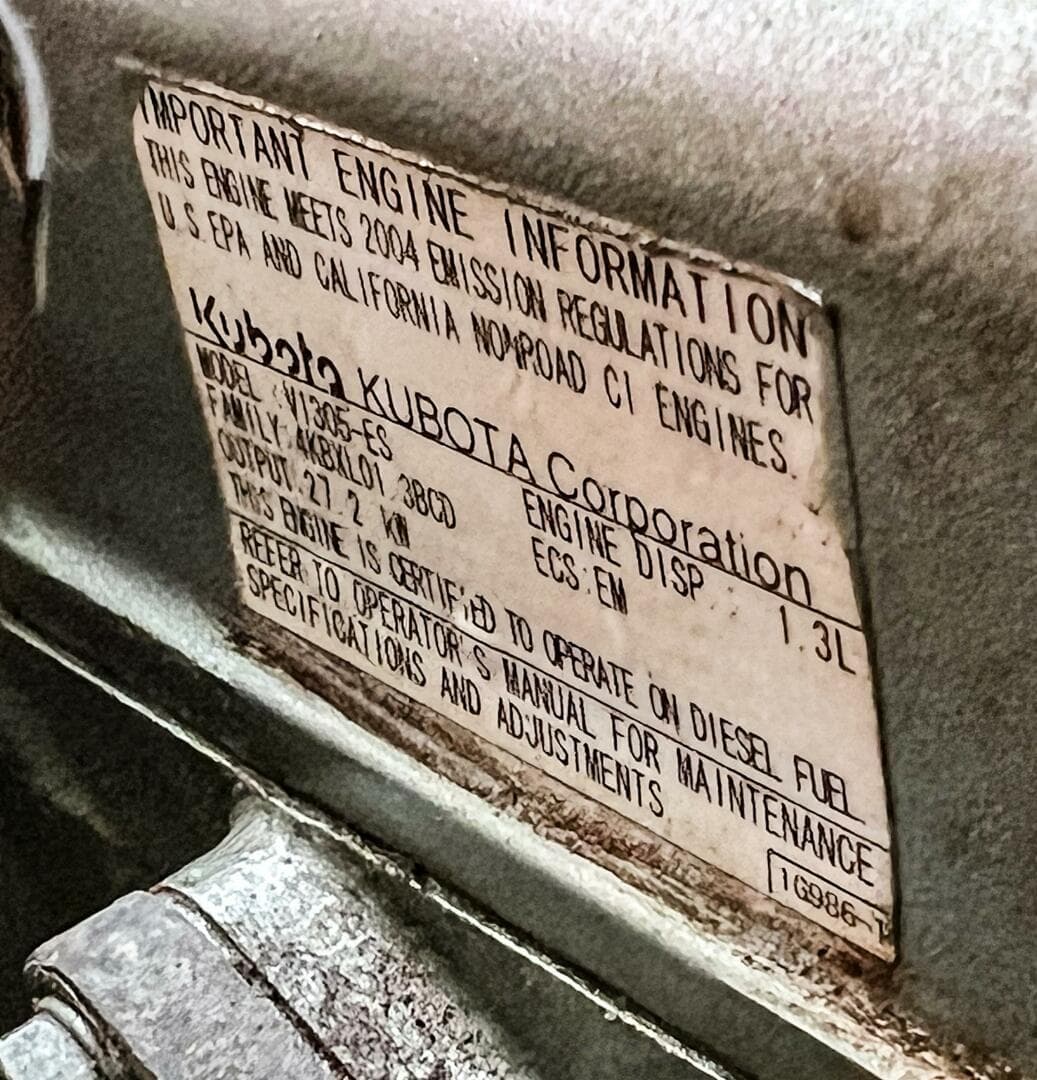 IMPORTANT ENGINE INFORMATION
THIS ENGINE MEETS 2004 EMISSION REGULATIONS FOR
U.S.EPA AND CALIFORNIA NONROAD CI ENGINES.
Kubota KUBOTA Corporation
MODEL :V1305-ES
FAMILY:4KBXL01.3BCD ENGINE DISP.: 1.3L
OUTPUT:27.2 KW ECS:EM
THIS ENGINE IS CERTIFIED TO OPERATE ON DIESEL FUEL
REFER TO OPERATOR'S MANUAL FOR MAINTENANCE
SPECIFICATIONS AND ADJUSTMENTS
1G986-